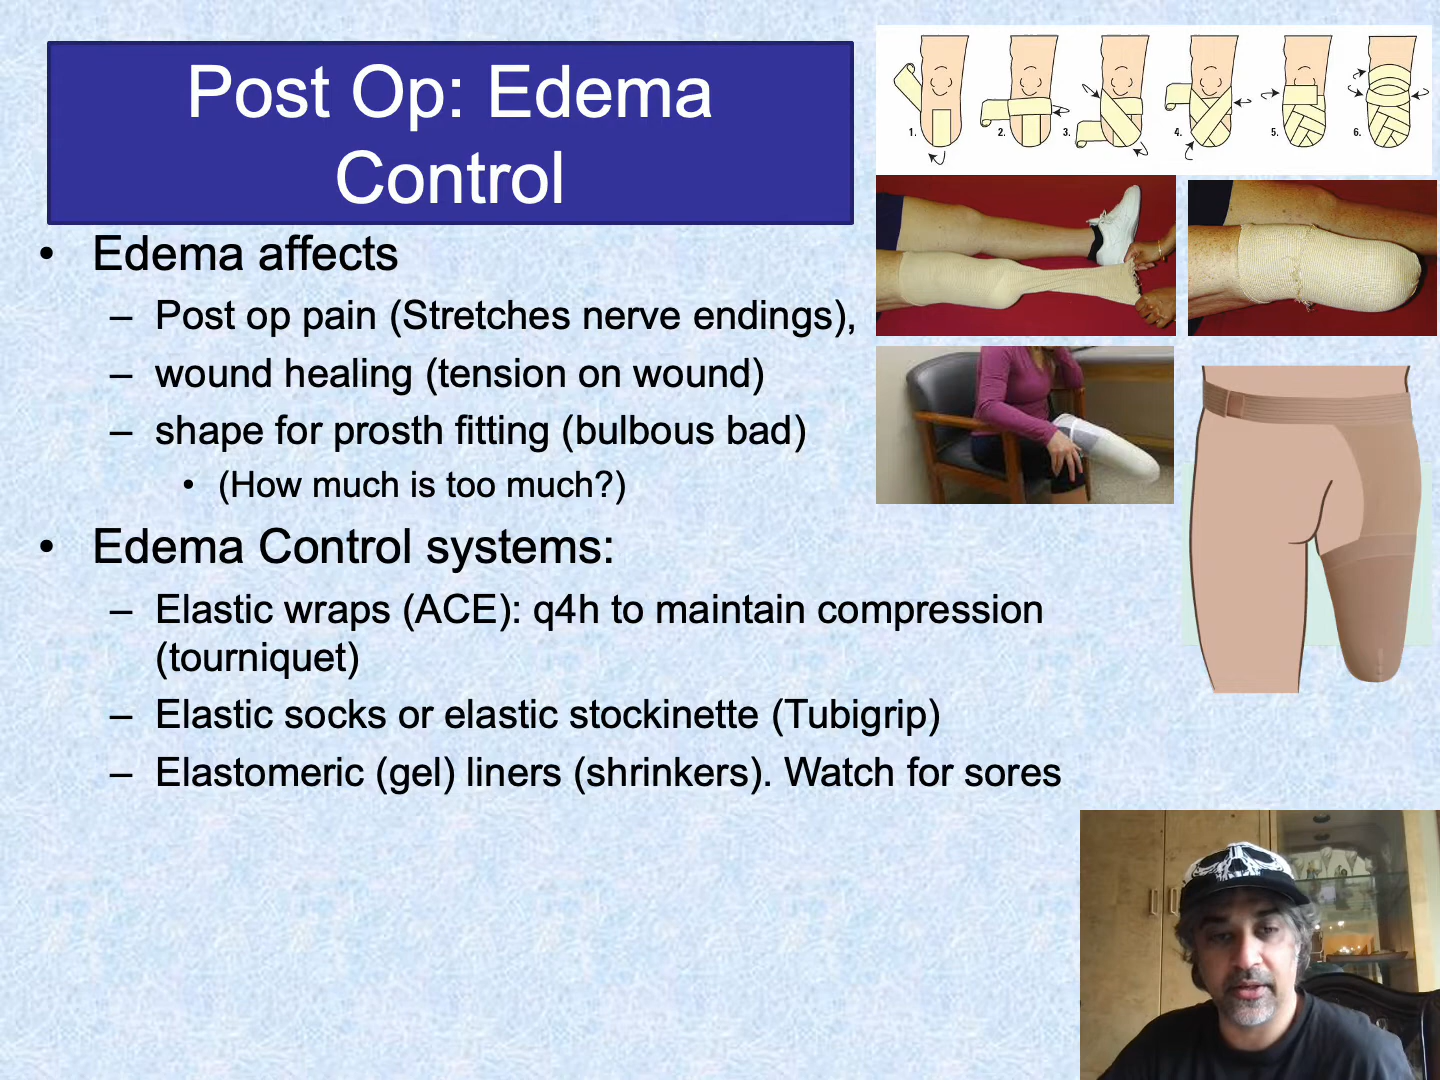 Post Op: Edema
Control
• Edema affects
– Post op pain (Stretches nerve endings),
– wound healing (tension on wound)
– shape for prosth fitting (bulbous bad)
• (How much is too much?)
• Edema Control systems:
– Elastic wraps (ACE): q4h to maintain compression
(tourniquet)
– Elastic socks or elastic stockinette (Tubigrip)
– Elastomeric (gel) liners (shrinkers). Watch for sores
1. 2. 3. 4. 5. 6.